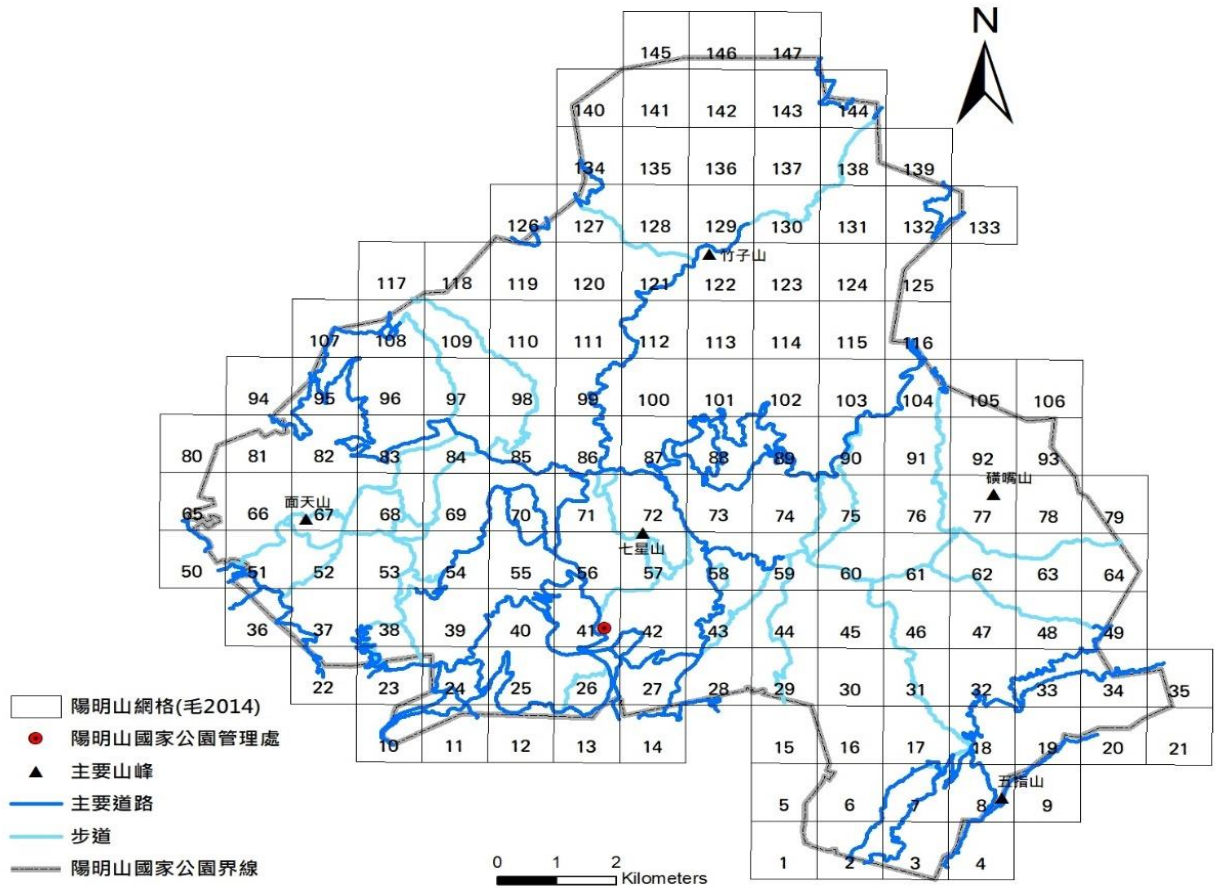 N
145 146 147
140 141 142 143 144
134 135 136 137 138 139
126 127 128 129 130 131 132 133
竹子山
117 118 119 120 121 122 123 124 125
107 108 109 110 111 112 113 114 115 116
94 95 96 97 98 99 100 101 102 103 104 105 106
80 81 82 83 84 85 86 87 88 89 90 91 92 93
磺嘴山
面天山
65 66 67 68 69 70 71 72 73 74 75 76 77 78 79
七星山
50 51 52 53 54 55 56 57 58 59 60 61 62 63 64
36 37 38 39 40 41 42 43 44 45 46 47 48 49
22 23 24 25 26 27 28 29 30 31 32 33 34 35
10 11 12 13 14 15 16 17 18 19 20 21
五指山
5 6 7 8 9
1 2 3 4
陽明山網格(毛2014)
陽明山國家公園管理處
主要山峰
主要道路
步道
陽明山國家公園界線
0 1 2
Kilometers